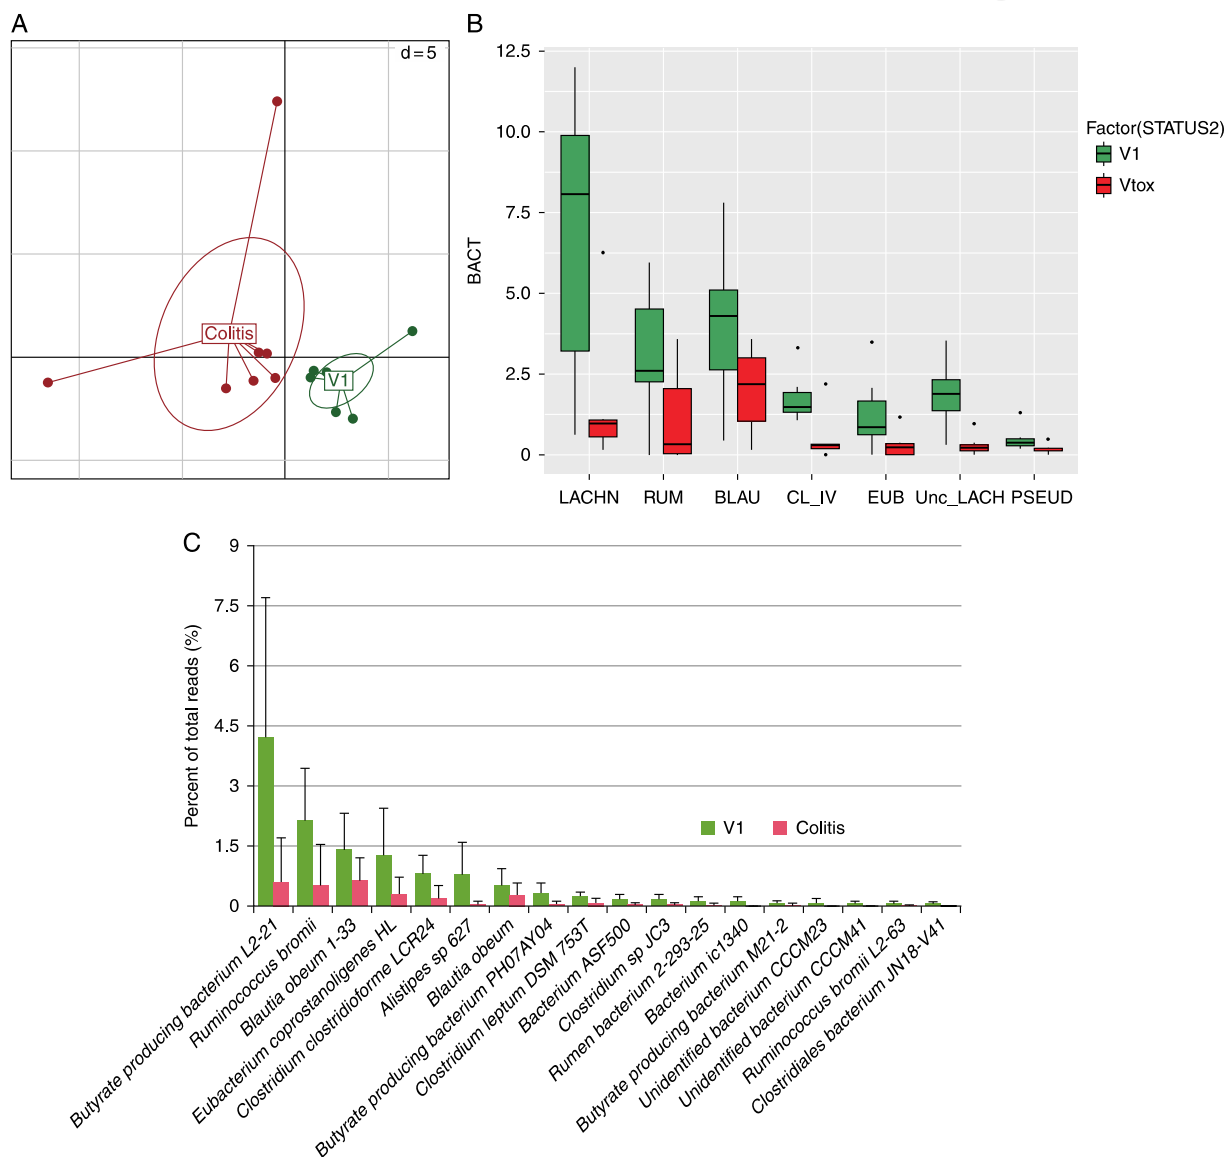 A
d=5
Colitis
V1
B
BACT
12.5
10.0
7.5
5.0
2.5
0
LACHN RUM BLAU CL_IV EUB Unc_LACH PSEUD
Factor(STATUS2)
V1
Vtox
C
Percent of total reads (%)
9
7.5
6
4.5
3
1.5
0
V1 Colitis
Butyrate producing bacterium L2-21
Ruminococcus bromii
Blautia obeum 1-33
Eubacterium coprostanoligenes HL
Clostridium clostridioforme LCR24
Alistipes sp 627
Blautia obeum
Butyrate producing bacterium PH07AY04
Clostridium leptum DSM 753T
Bacterium ASF500
Clostridium sp JC3
Rumen bacterium 2-293-25
Bacterium ic1340
Butyrate producing bacterium M21-2
Unidentified bacterium CCCM23
Unidentified bacterium CCCM41
Ruminococcus bromii L2-63
Clostridiales bacterium JN18-V41